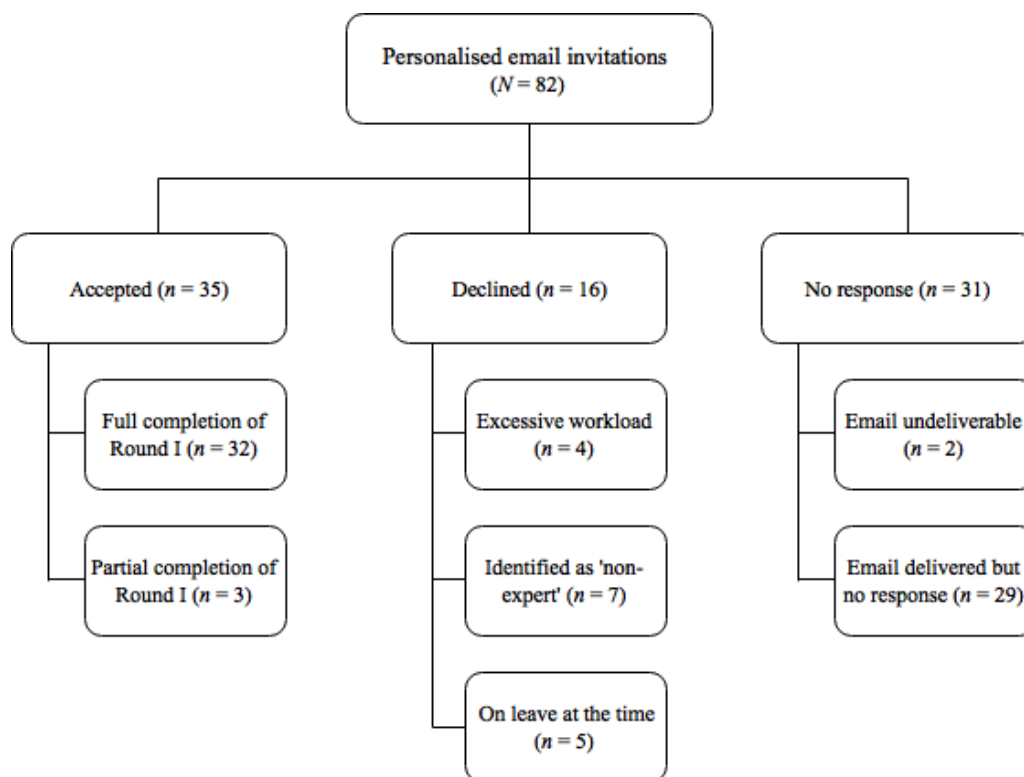 Personalised email invitations
(N = 82)
Accepted (n = 35)
Declined (n = 16)
No response (n = 31)
Full completion of
Round I (n = 32)
Excessive workload
(n = 4)
Email undeliverable
(n = 2)
Partial completion of
Round I (n = 3)
Identified as 'non-
expert' (n = 7)
Email delivered but
no response (n = 29)
On leave at the time
(n = 5)